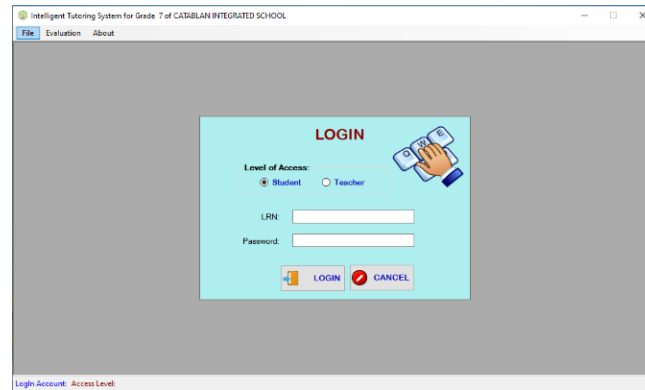 Intelligent Tutoring System for Grade 7 of CATABLAN INTEGRATED SCHOOL
File Evaluation About
LOGIN
Q W E
Level of Access:
Student Teacher
LRN:
Password:
LOGIN CANCEL
LogIn Account: Access Level: